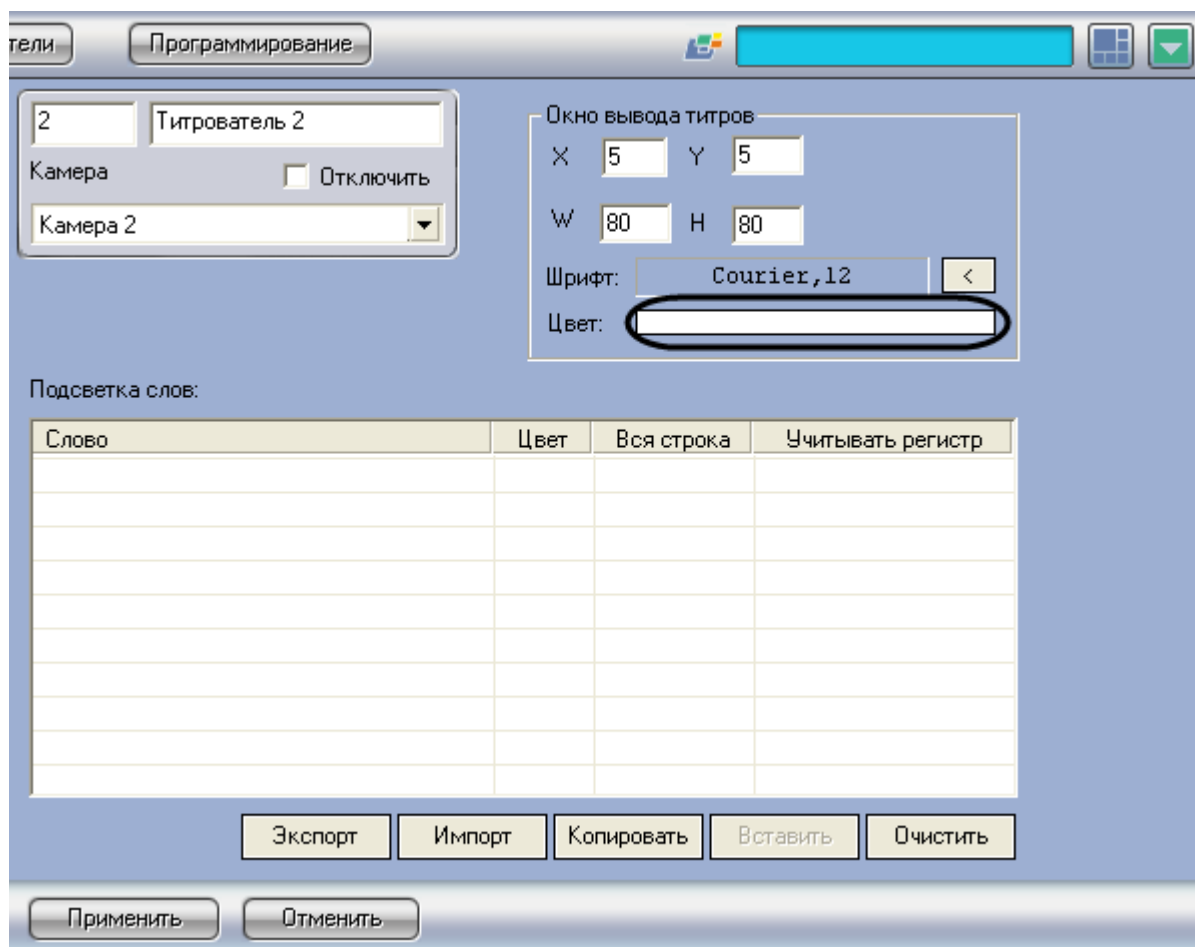 тели Программирование
2 Титрователь 2
Камера Отключить
Камера 2
Окно вывода титров
X 5 Y 5
W 80 H 80
Шрифт: Courier,12 <
Цвет:
Подсветка слов:
Слово Цвет Вся строка Учитывать регистр
Экспорт Импорт Копировать Вставить Очистить
Применить Отменить